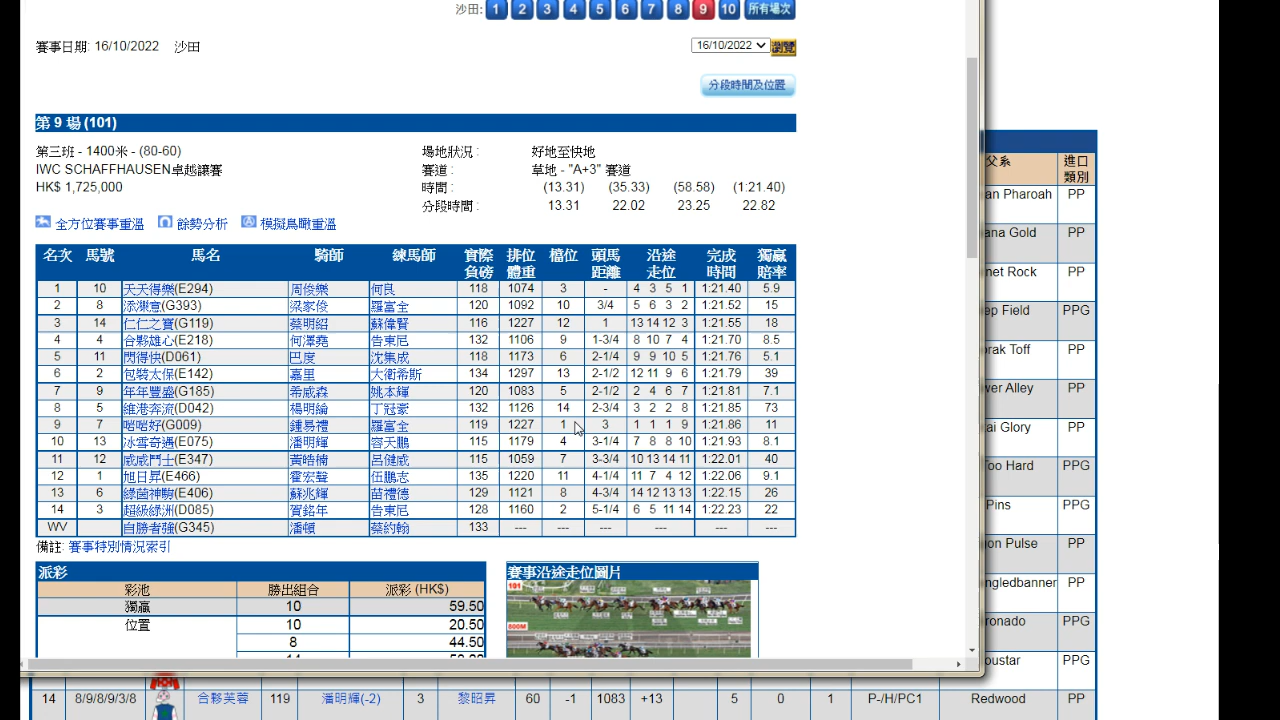 沙田: 1 2 3 4 5 6 7 8 9 10 所有場次
賽事日期: 16/10/2022 沙田 16/10/2022 瀏覽
分段時間及位置
第 9 場 (101)
第三班 - 1400米 - (80-60) 場地狀況 : 好地至快地
IWC SCHAFFHAUSEN卓越讓賽 賽道 : 草地 - "A+3" 賽道
HK$ 1,725,000 時間 : (13.31) (35.33) (58.58) (1:21.40)
分段時間 : 13.31 22.02 23.25 22.82
全方位賽事重溫 餘勢分析 模擬鳥瞰重溫
名次 馬號 馬名 騎師 練馬師 實際負磅 排位體重 檔位 頭馬距離 沿途走位 完成時間 獨贏賠率
1 10 天天得樂(E294) 周俊樂 何良 118 1074 3 - 4 3 5 1 1:21.40 5.9
2 8 添滿意(G393) 梁家俊 羅富全 120 1092 10 3/4 5 6 3 2 1:21.52 15
3 14 仁仁之寶(G119) 蔡明紹 蘇偉賢 116 1227 12 1 13 14 12 3 1:21.55 18
4 4 合夥雄心(E218) 何澤堯 告東尼 132 1106 9 1-3/4 8 10 7 4 1:21.70 8.5
5 11 閃得快(D061) 巴度 沈集成 118 1173 6 2-1/4 9 9 10 5 1:21.76 5.1
6 2 包裝太保(E142) 嘉里 大衛希斯 134 1297 13 2-1/2 12 11 9 6 1:21.79 39
7 9 年年豐盛(G185) 希威森 姚本輝 120 1083 5 2-1/2 2 4 6 7 1:21.81 7.1
8 5 維港奔流(D042) 楊明綸 丁冠豪 132 1126 14 2-3/4 3 2 2 8 1:21.85 73
9 7 啱啱好(G009) 鍾易禮 羅富全 119 1227 1 3 1 1 1 9 1:21.86 11
10 13 冰雪奇遇(E075) 潘明輝 容天鵬 115 1179 4 3-1/4 7 8 8 10 1:21.93 8.1
11 12 威威鬥士(E347) 黃皓楠 呂健威 115 1059 7 3-3/4 10 13 14 11 1:22.01 40
12 1 旭日昇(E466) 霍宏聲 伍鵬志 135 1220 11 4-1/4 11 7 4 12 1:22.06 9.1
13 6 綠茵神駒(E406) 蘇兆輝 苗禮德 129 1121 8 4-3/4 14 12 13 13 1:22.15 26
14 3 超級綠洲(D085) 賀銘年 告東尼 128 1160 2 5-1/4 6 5 11 14 1:22.23 22
WV 自勝者強(G345) 潘頓 蔡約翰 133 --- --- --- --- --- ---
備註: 賽事特別情況索引
派彩
彩池 勝出組合 派彩 (HK$)
獨贏 10 59.50
位置 10 20.50
8 44.50
賽事沿途走位圖片
101
800M
父系 進口類別
an Pharoah PP
ana Gold PP
net Rock PP
ep Field PPG
orak Toff PP
wer Alley PP
ai Glory PP
Too Hard PPG
Pins PPG
on Pulse PP
ngledbanner PP
ronado PPG
oustar PPG
14 8/9/8/9/3/8 合夥芙蓉 119 潘明輝(-2) 3 黎昭昇 60 -1 1083 +13 5 0 1 P-/H/PC1 Redwood PP